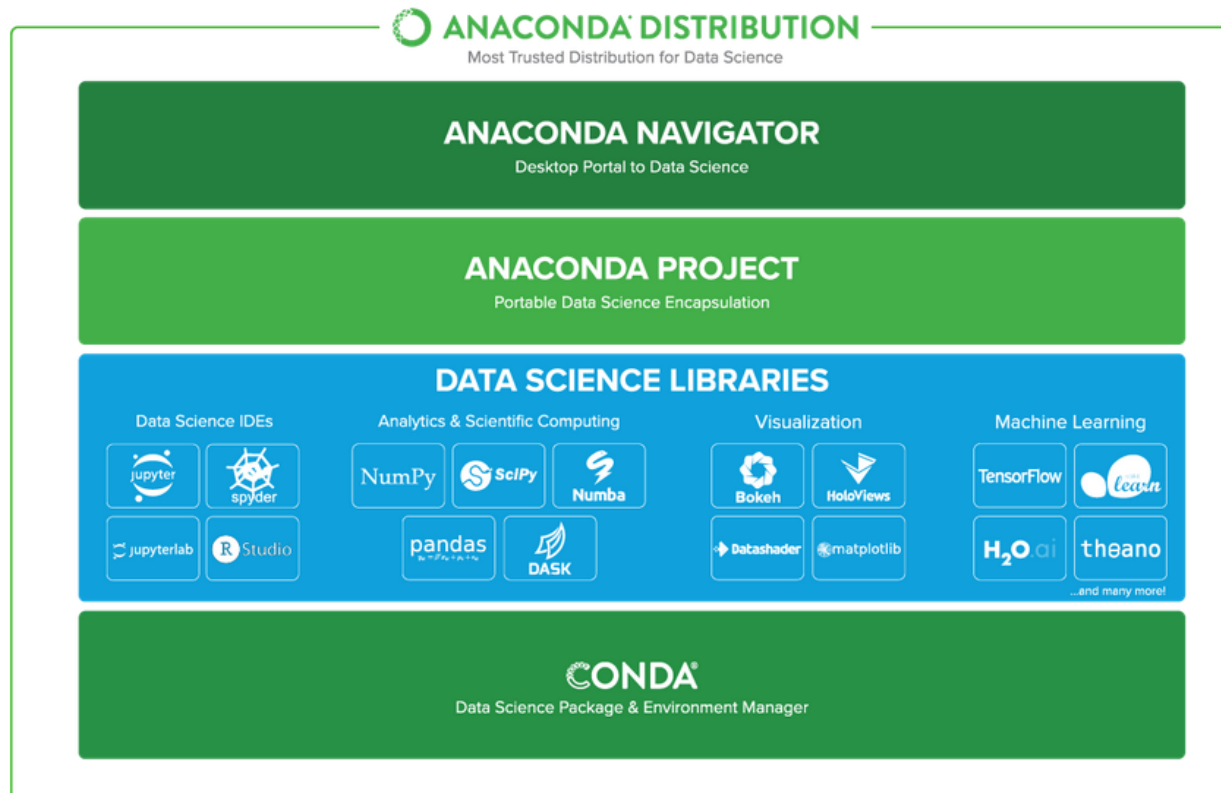 ANACONDA® DISTRIBUTION
Most Trusted Distribution for Data Science
ANACONDA NAVIGATOR
Desktop Portal to Data Science
ANACONDA PROJECT
Portable Data Science Encapsulation
DATA SCIENCE LIBRARIES
Data Science IDEs
jupyter
spyder
jupyterlab
R Studio
Analytics & Scientific Computing
NumPy
SciPy
Numba
pandas
DASK
Visualization
Bokeh
HoloViews
Datashader
matplotlib
Machine Learning
TensorFlow
learn
H₂O.ai
theano
...and many more!
CONDA®
Data Science Package & Environment Manager